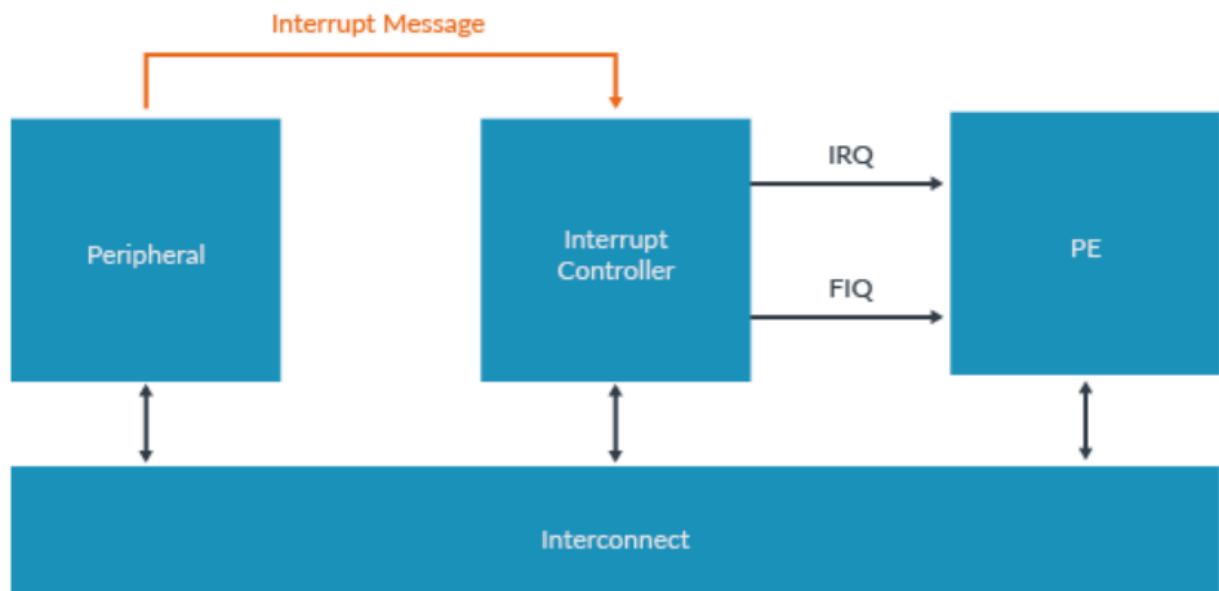 Interrupt Message
IRQ
Peripheral
Interrupt
Controller
PE
FIQ
Interconnect